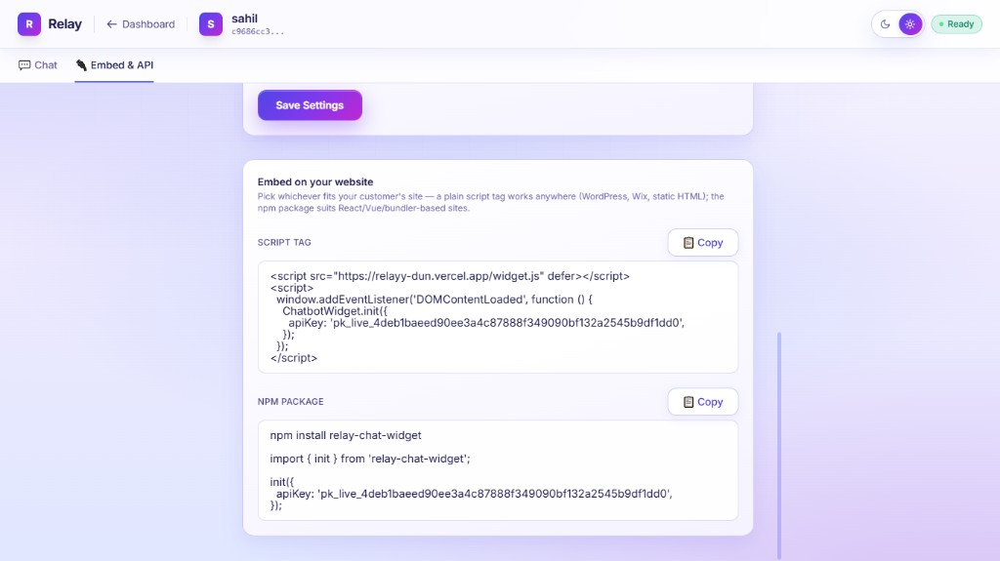 R Relay
← Dashboard
S sahil
c9686cc3...
Ready
Chat
Embed & API
Save Settings
Embed on your website
Pick whichever fits your customer's site — a plain script tag works anywhere (WordPress, Wix, static HTML); the
npm package suits React/Vue/bundler-based sites.
SCRIPT TAG
Copy
<script src="https://relayy-dun.vercel.app/widget.js" defer></script>
<script>
  window.addEventListener('DOMContentLoaded', function () {
    ChatbotWidget.init({
      apiKey: 'pk_live_4deb1baeed90ee3a4c87888f349090bf132a2545b9df1dd0',
    });
  });
</script>
NPM PACKAGE
Copy
npm install relay-chat-widget
import { init } from 'relay-chat-widget';
init({
  apiKey: 'pk_live_4deb1baeed90ee3a4c87888f349090bf132a2545b9df1dd0',
});